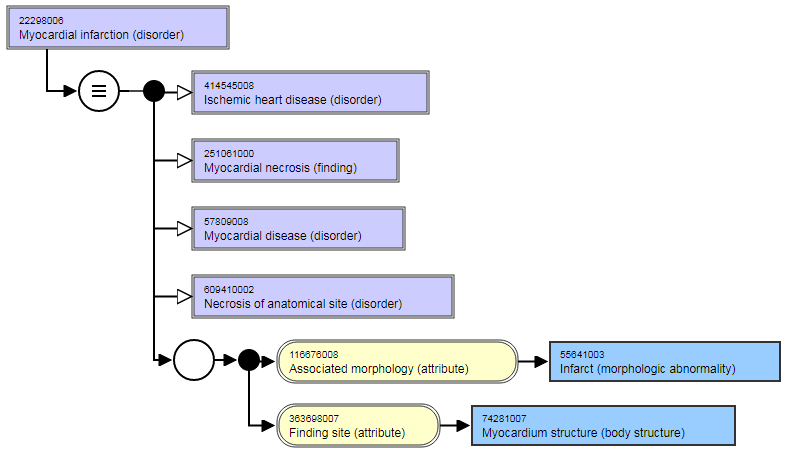 22298006
Myocardial infarction (disorder)
414545008
Ischemic heart disease (disorder)
251061000
Myocardial necrosis (finding)
57809008
Myocardial disease (disorder)
609410002
Necrosis of anatomical site (disorder)
116676008
Associated morphology (attribute)
55641003
Infarct (morphologic abnormality)
363698007
Finding site (attribute)
74281007
Myocardium structure (body structure)